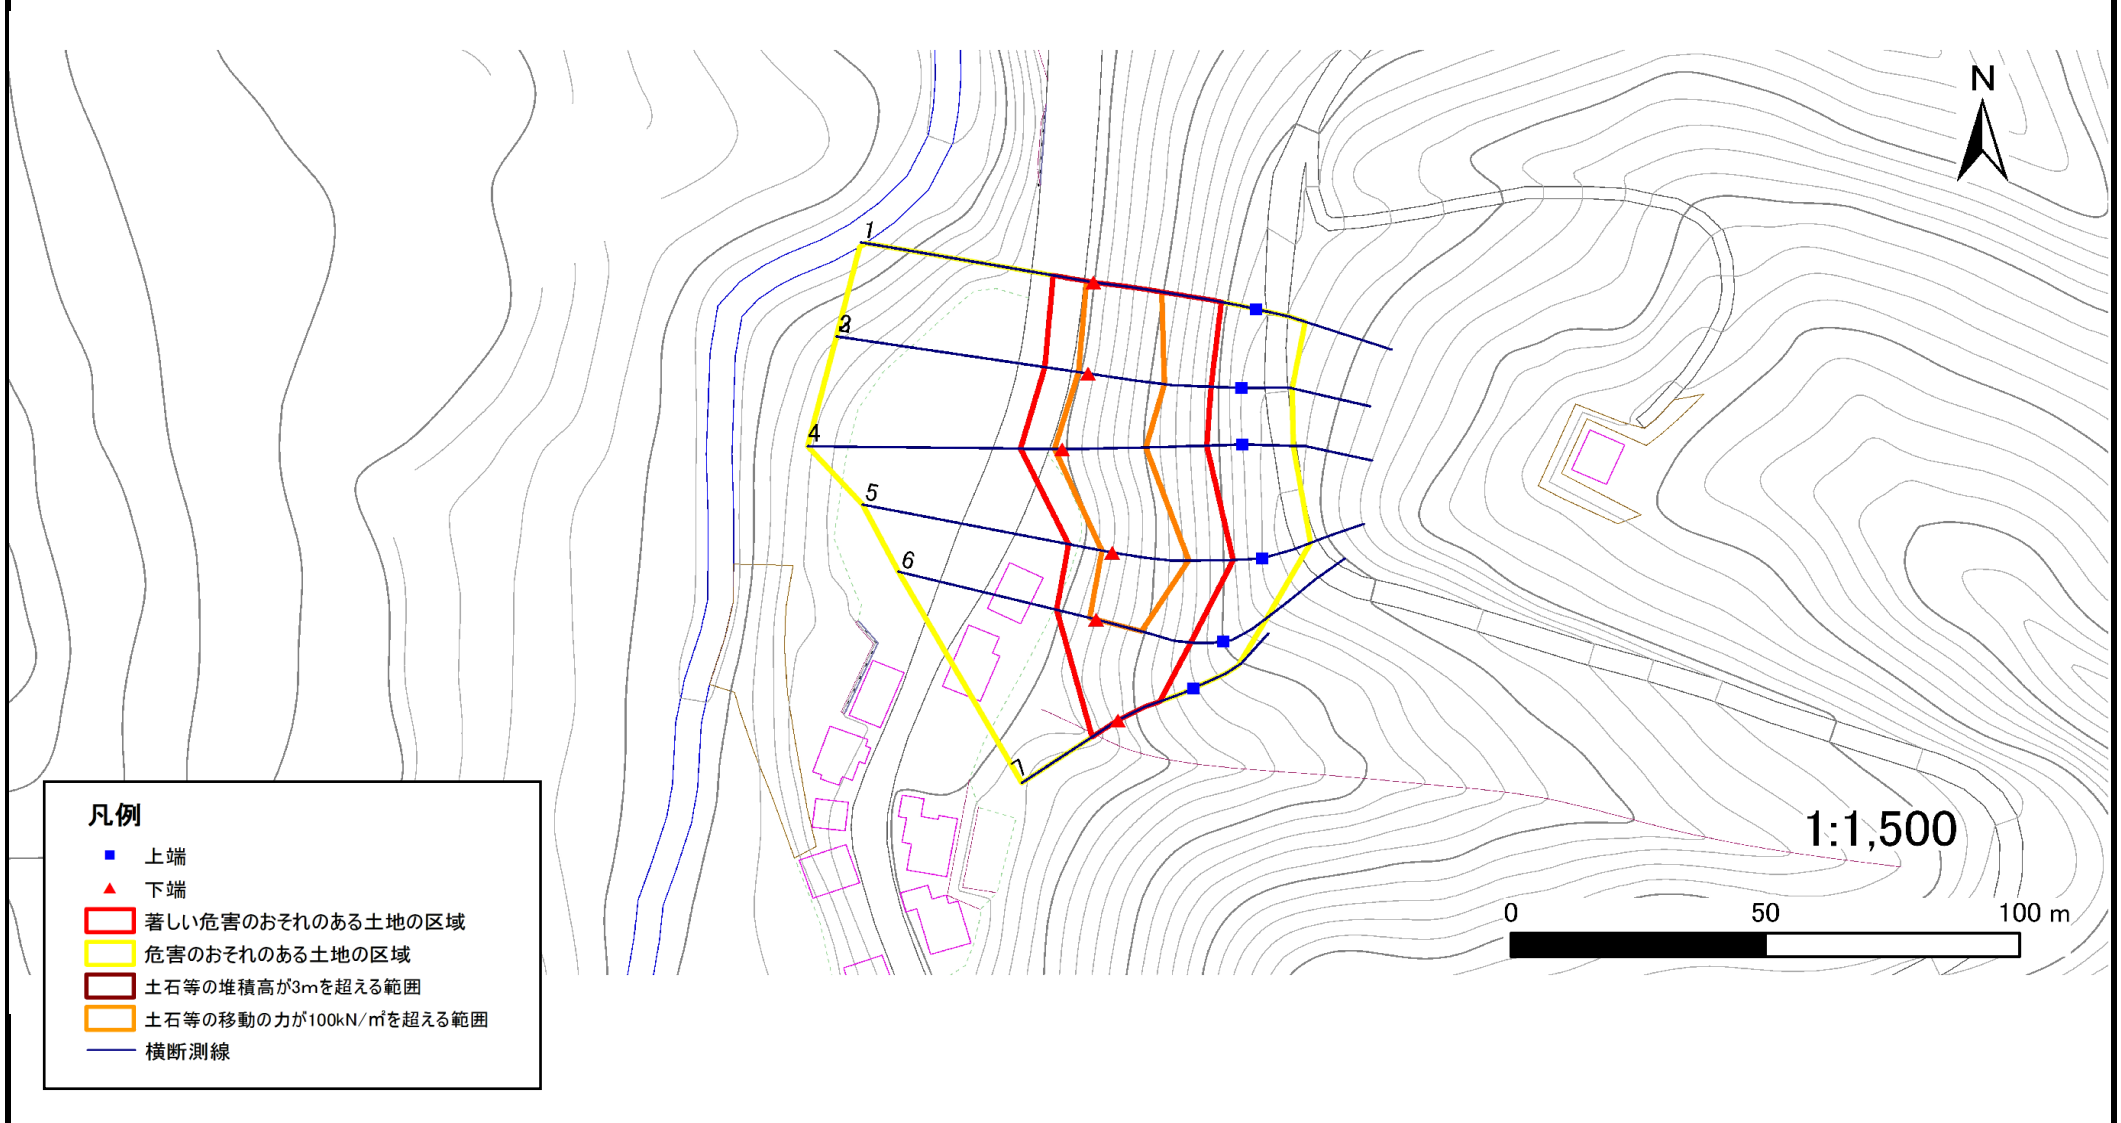 N
1
3
4
5
6
7
1:1,500
0 50 100 m
凡例
上端
下端
著しい危害のおそれのある土地の区域
危害のおそれのある土地の区域
土石等の堆積高が3mを超える範囲
土石等の移動の力が100kN/㎡を超える範囲
横断測線